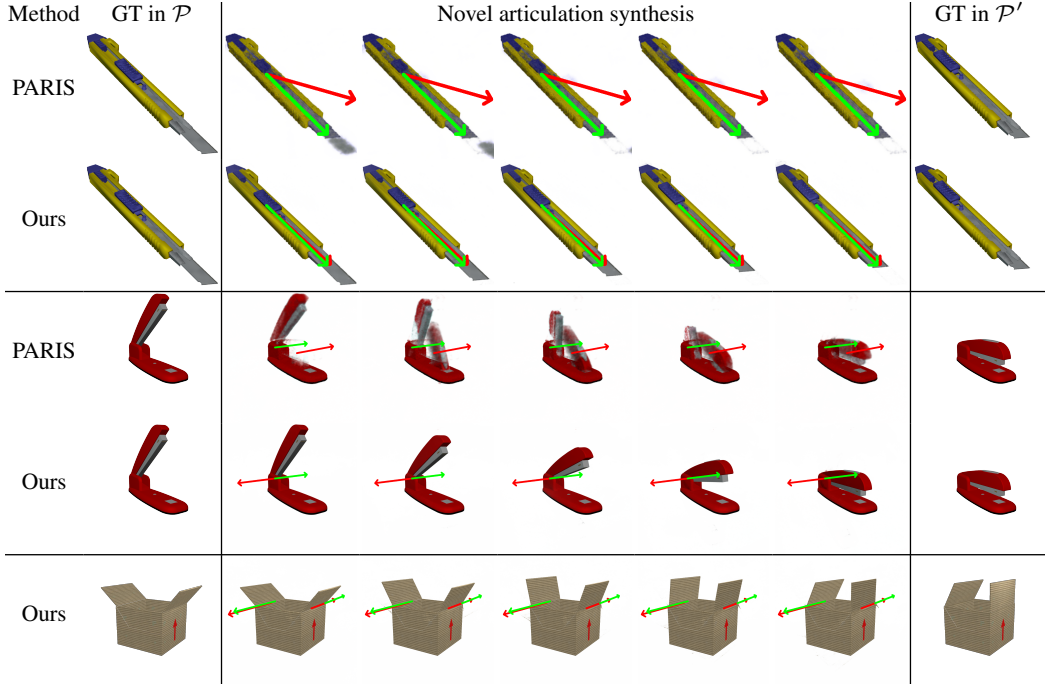 Method GT in 𝒫 Novel articulation synthesis GT in 𝒫′
PARIS
Ours
PARIS
Ours
Ours